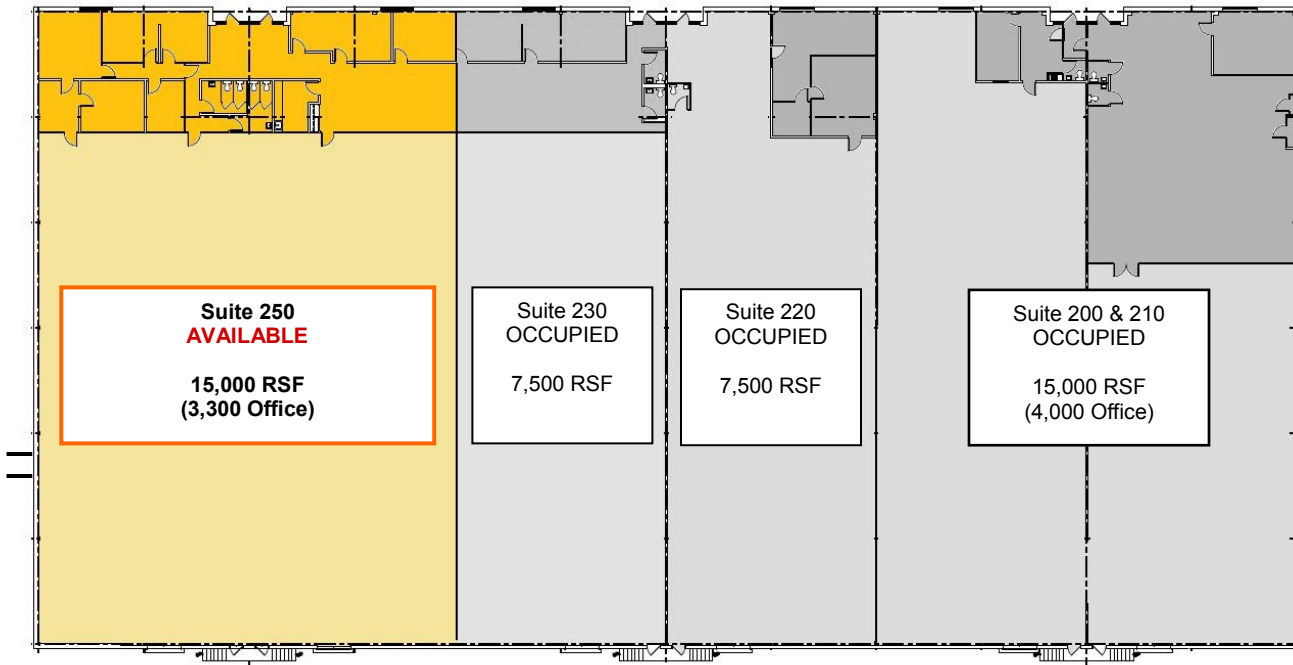 Suite 250
AVAILABLE
15,000 RSF
(3,300 Office)
Suite 230
OCCUPIED
7,500 RSF
Suite 220
OCCUPIED
7,500 RSF
Suite 200 & 210
OCCUPIED
15,000 RSF
(4,000 Office)